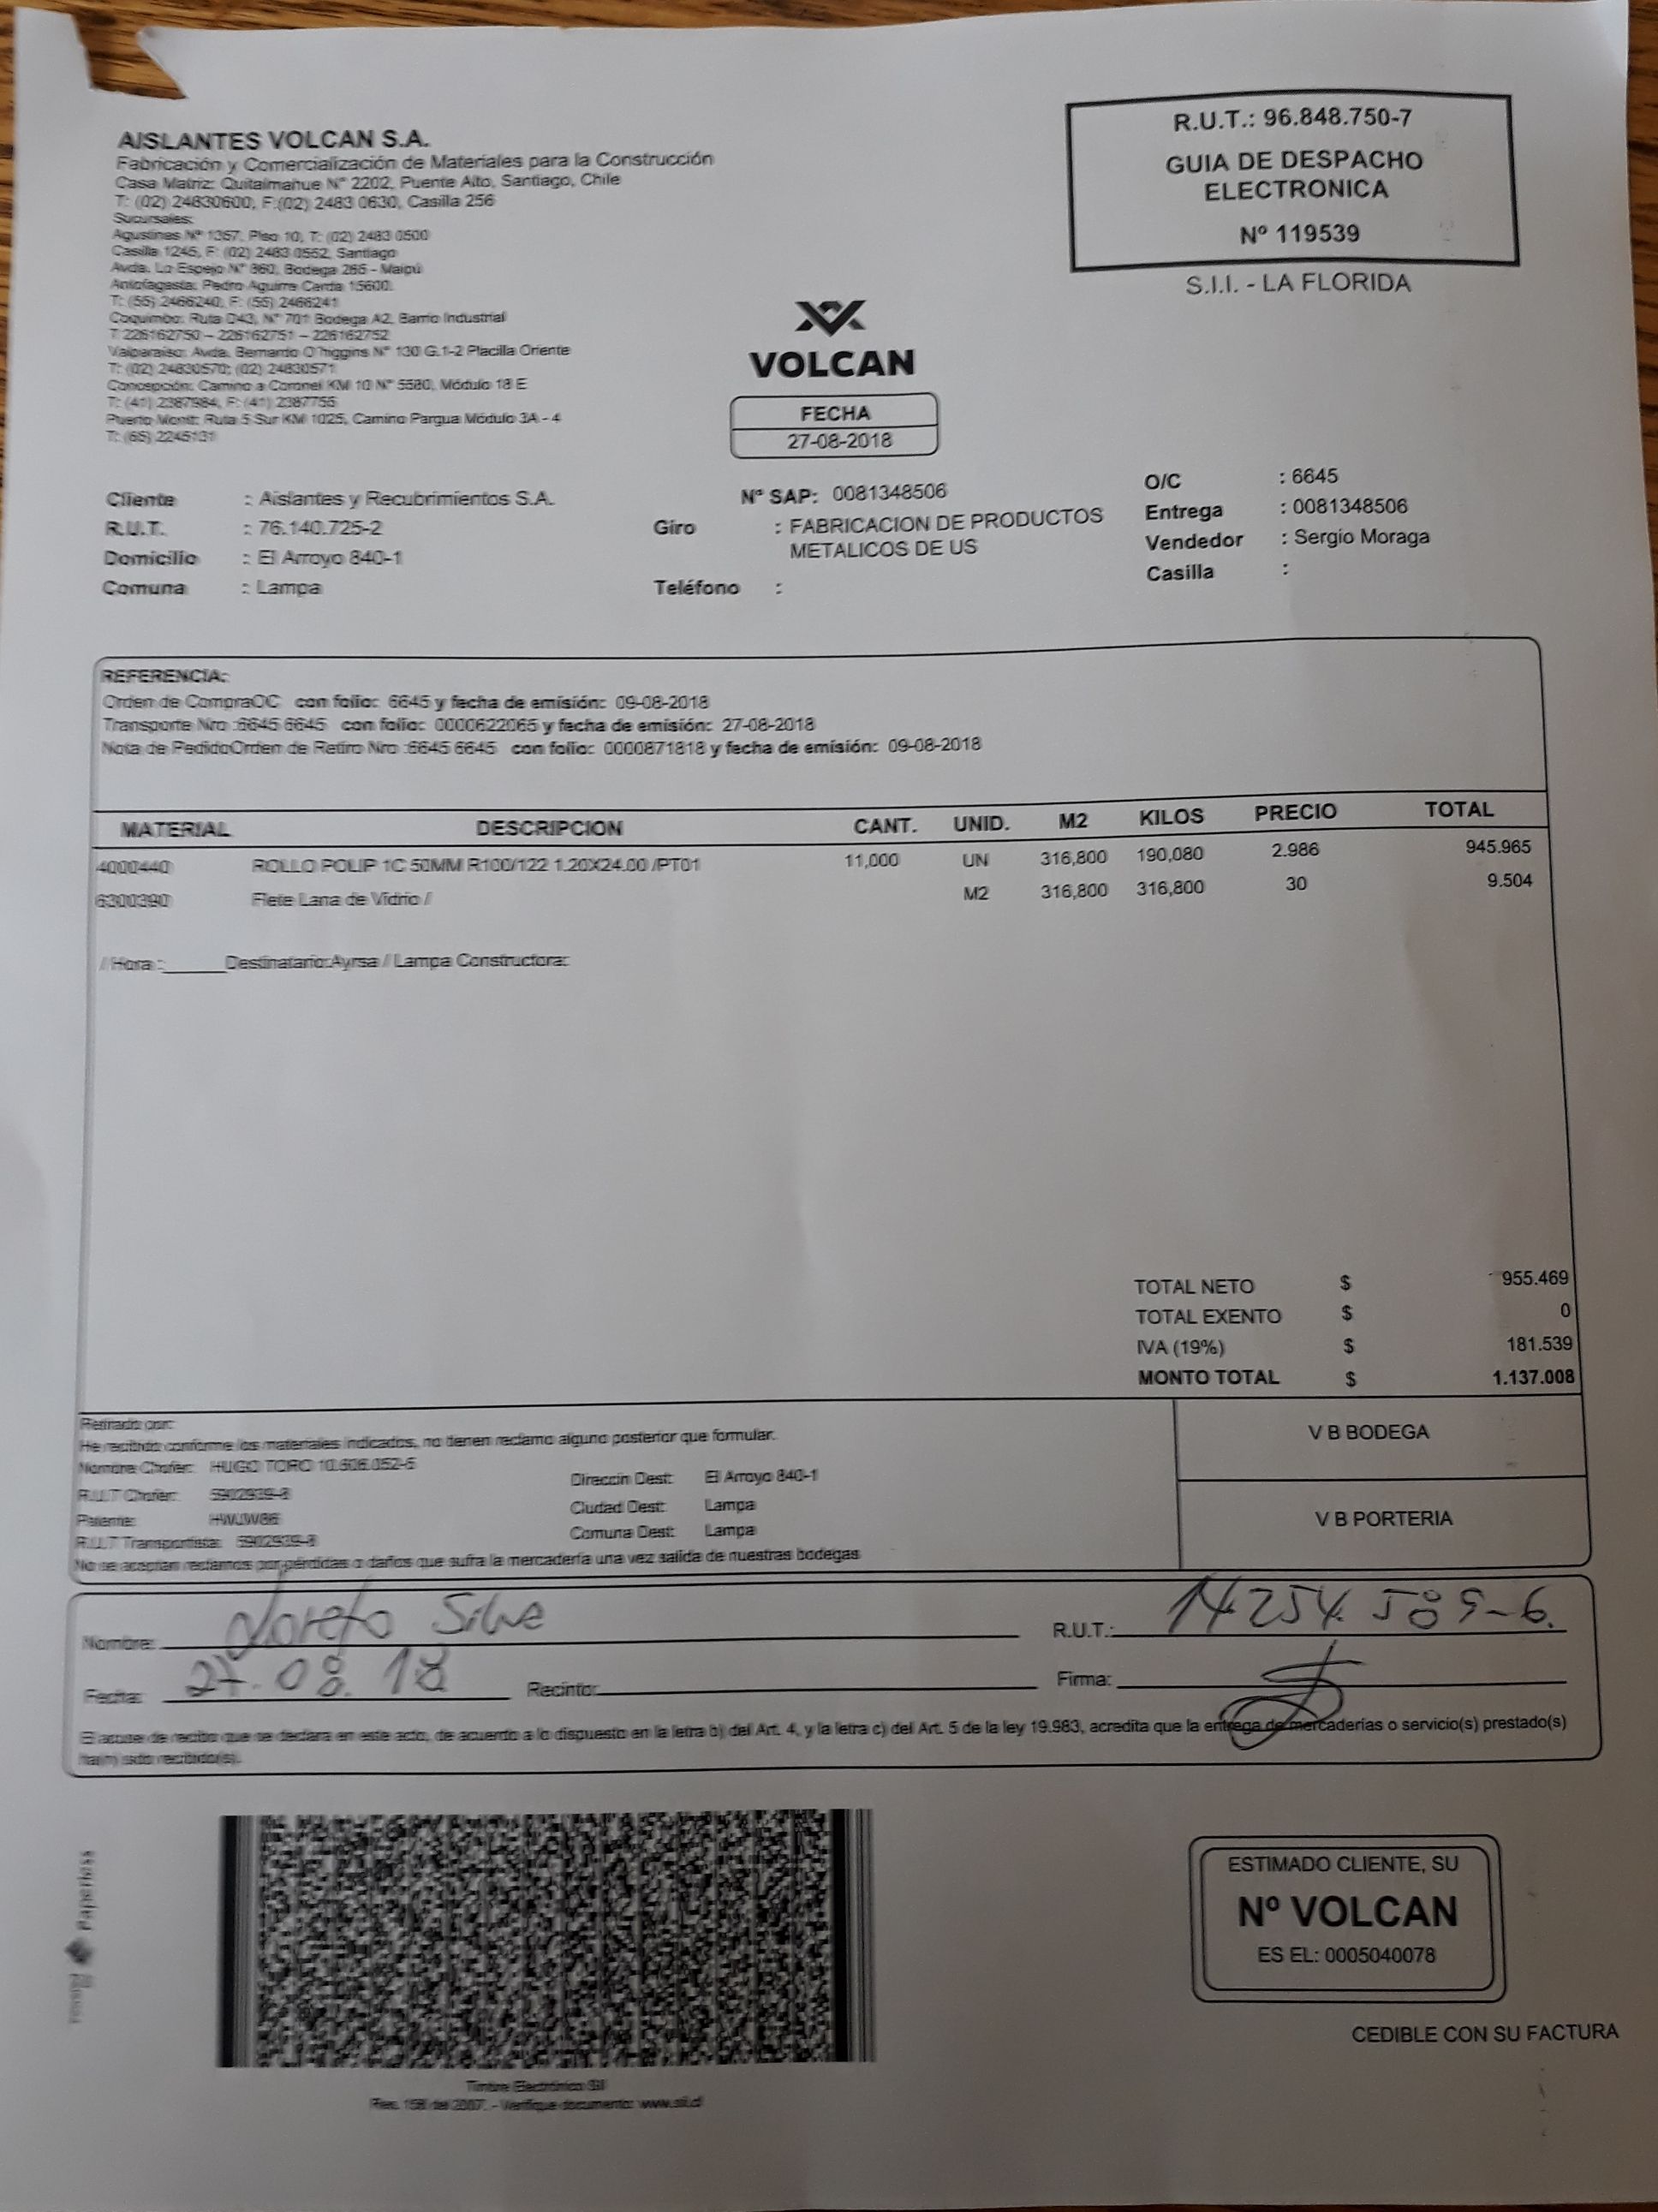 AISLANTES VOLCAN S.A.
Fabricación y Comercialización de Materiales para la Construcción
Casa Matriz: Quitalmahue N° 2202, Puente Alto, Santiago, Chile
T: (02) 24830600, F:(02) 2483 0630, Casilla 256
Sucursales:
Agustines N° 1357, Piso 10, T: (02) 2483 0500
Casilla 1245, F: (02) 2483 0552, Santiago
Avda. Lo Espejo N° 860, Bodega 265 - Maipú
Antofagasta: Pedro Aguirre Cerda 15600.
T: (55) 2466240, F: (55) 2466241
Coquimbo: Ruta D43, N° 701 Bodega A2, Barrio Industrial
T 226162750 – 226162751 – 226162752
Valparaíso: Avda. Bernardo O'higgins N° 130 G.1-2 Placilla Oriente
T: (02) 24830570; (02) 24830571
Concepción: Camino a Coronel KM 10 N° 5580, Módulo 18 E
T: (41) 2387984, F: (41) 2387755
Puerto Montt: Ruta 5 Sur KM 1025, Camino Pargua Módulo 3A - 4
T: (65) 2245131
R.U.T.: 96.848.750-7
GUIA DE DESPACHO
ELECTRONICA
Nº 119539
S.I.I. - LA FLORIDA
VOLCAN
FECHA
27-08-2018
Cliente : Aislantes y Recubrimientos S.A.
R.U.T. : 76.140.725-2
Domicilio : El Arroyo 840-1
Comuna : Lampa
Nº SAP: 0081348506
Giro : FABRICACION DE PRODUCTOS
METALICOS DE US
Teléfono :
O/C : 6645
Entrega : 0081348506
Vendedor : Sergio Moraga
Casilla :
REFERENCIA:
Orden de CompraOC con folio: 6645 y fecha de emisión: 09-08-2018
Transporte Nro :6645 6645 con folio: 0000622065 y fecha de emisión: 27-08-2018
Nota de PedidoOrden de Retiro Nro :6645 6645 con folio: 0000871818 y fecha de emisión: 09-08-2018
MATERIAL DESCRIPCION CANT. UNID. M2 KILOS PRECIO TOTAL
4000440 ROLLO POLIP 1C 50MM R100/122 1.20X24.00 /PT01 11,000 UN 316,800 190,080 2.986 945.965
6300390 Flete Lana de Vidrio / M2 316,800 316,800 30 9.504
// Hora :______Destinatario:Ayrsa / Lampa Constructora:
TOTAL NETO $ 955.469
TOTAL EXENTO $ 0
IVA (19%) $ 181.539
MONTO TOTAL $ 1.137.008
Retirado por:
He recibido conforme los materiales indicados, no tienen reclamo alguno posterior que formular.
Nombre Chofer: HUGO TORO 10.606.052-5
R.U.T Chofer: 5902939-8
Patente: HWJW86
R.U.T Transportista: 5902939-8
Direccin Dest: El Arroyo 840-1
Ciudad Dest: Lampa
Comuna Dest: Lampa
No se aceptan reclamos por pérdidas o daños que sufra la mercadería una vez salida de nuestras bodegas
V B BODEGA
V B PORTERIA
Nombre: Loreto Silve
R.U.T.: 14254.589-6.
Fecha: 27.08.18 Recinto: Firma:
El acuse de recibo que se declara en este acto, de acuerdo a lo dispuesto en la letra b) del Art. 4, y la letra c) del Art. 5 de la ley 19.983, acredita que la entrega de mercaderías o servicio(s) prestado(s)
ha(n) sido recibido(s).
Timbre Electrónico SII
Res. 158 del 2007. - Verifique documento: www.sii.cl
ESTIMADO CLIENTE, SU
Nº VOLCAN
ES EL: 0005040078
CEDIBLE CON SU FACTURA